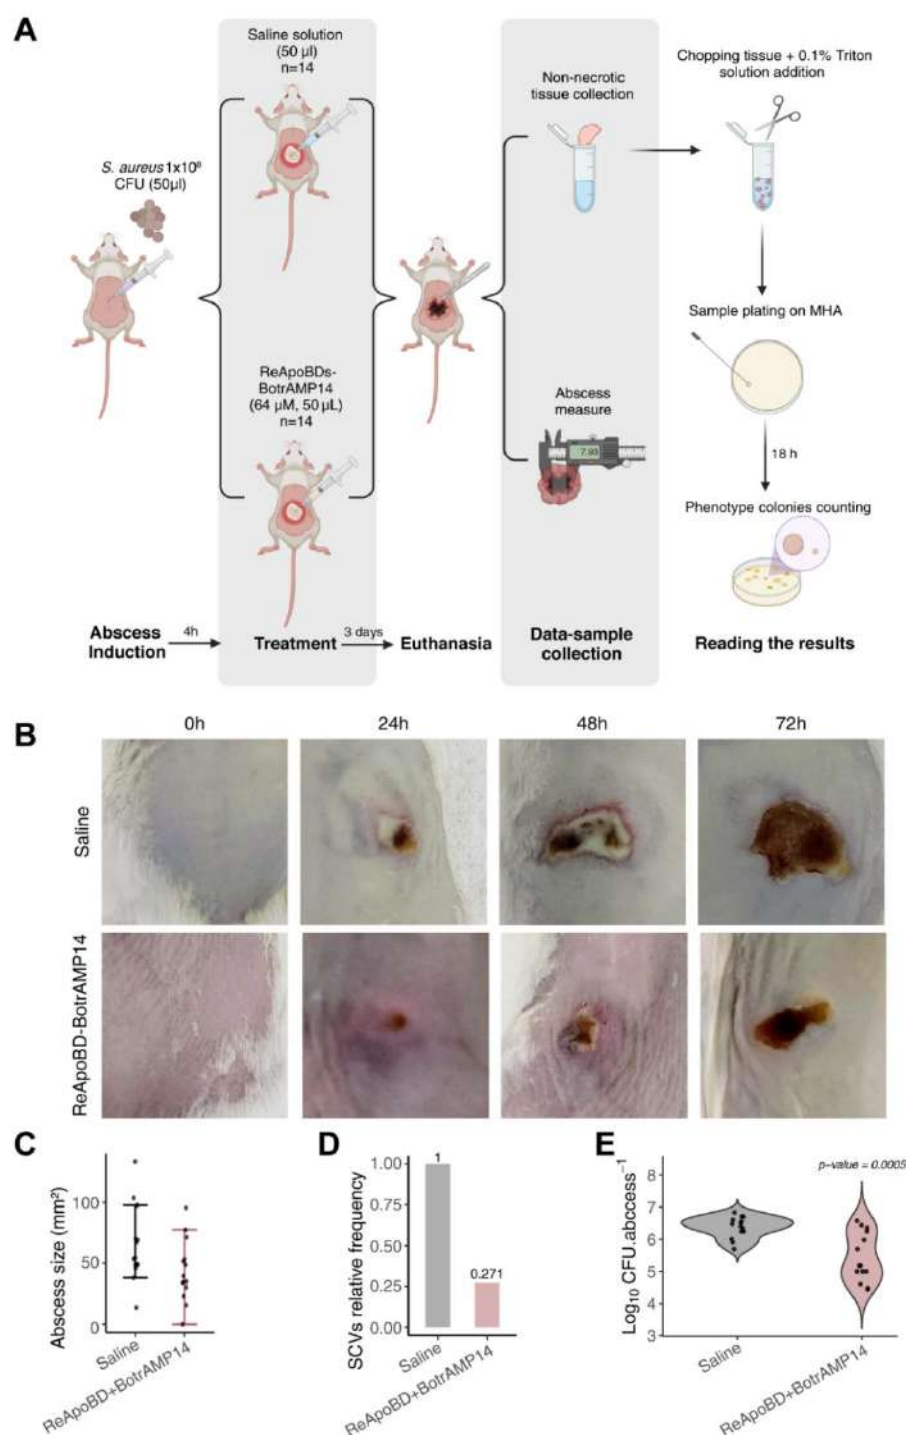 A
Saline solution
(50 µl)
n=14
S. aureus 1x10⁸
CFU (50µl)
ReApoBDs-
BotrAMP14
(64 µM, 50 µL)
n=14
Non-necrotic
tissue collection
Abscess
measure
7.93
Chopping tissue + 0.1% Triton
solution addition
Sample plating on MHA
18 h
Phenotype colonies counting
Abscess
Induction
4h
Treatment
3 days
Euthanasia
Data-sample
collection
Reading the results
B
0h
24h
48h
72h
Saline
ReApoBD-BotrAMP14
C
Abscess size (mm²)
100
50
0
Saline
ReApoBD+BotrAMP14
D
SCVs relative frequency
1.00
0.75
0.50
0.25
0.00
1
0.271
Saline
ReApoBD+BotrAMP14
E
p-value = 0.0005
Log₁₀ CFU.abccess⁻¹
8
7
6
5
4
3
Saline
ReApoBD+BotrAMP14